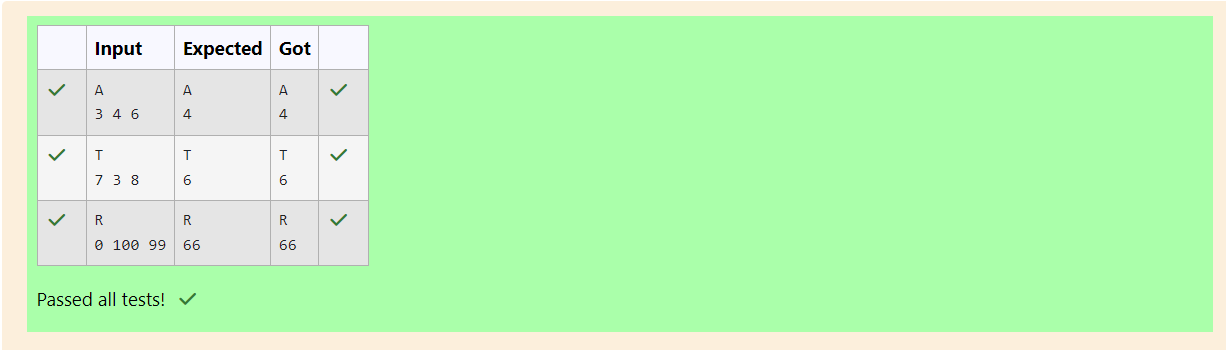 Input Expected Got
A A A
3 4 6 4 4
T T T
7 3 8 6 6
R R R
0 100 99 66 66
Passed all tests!